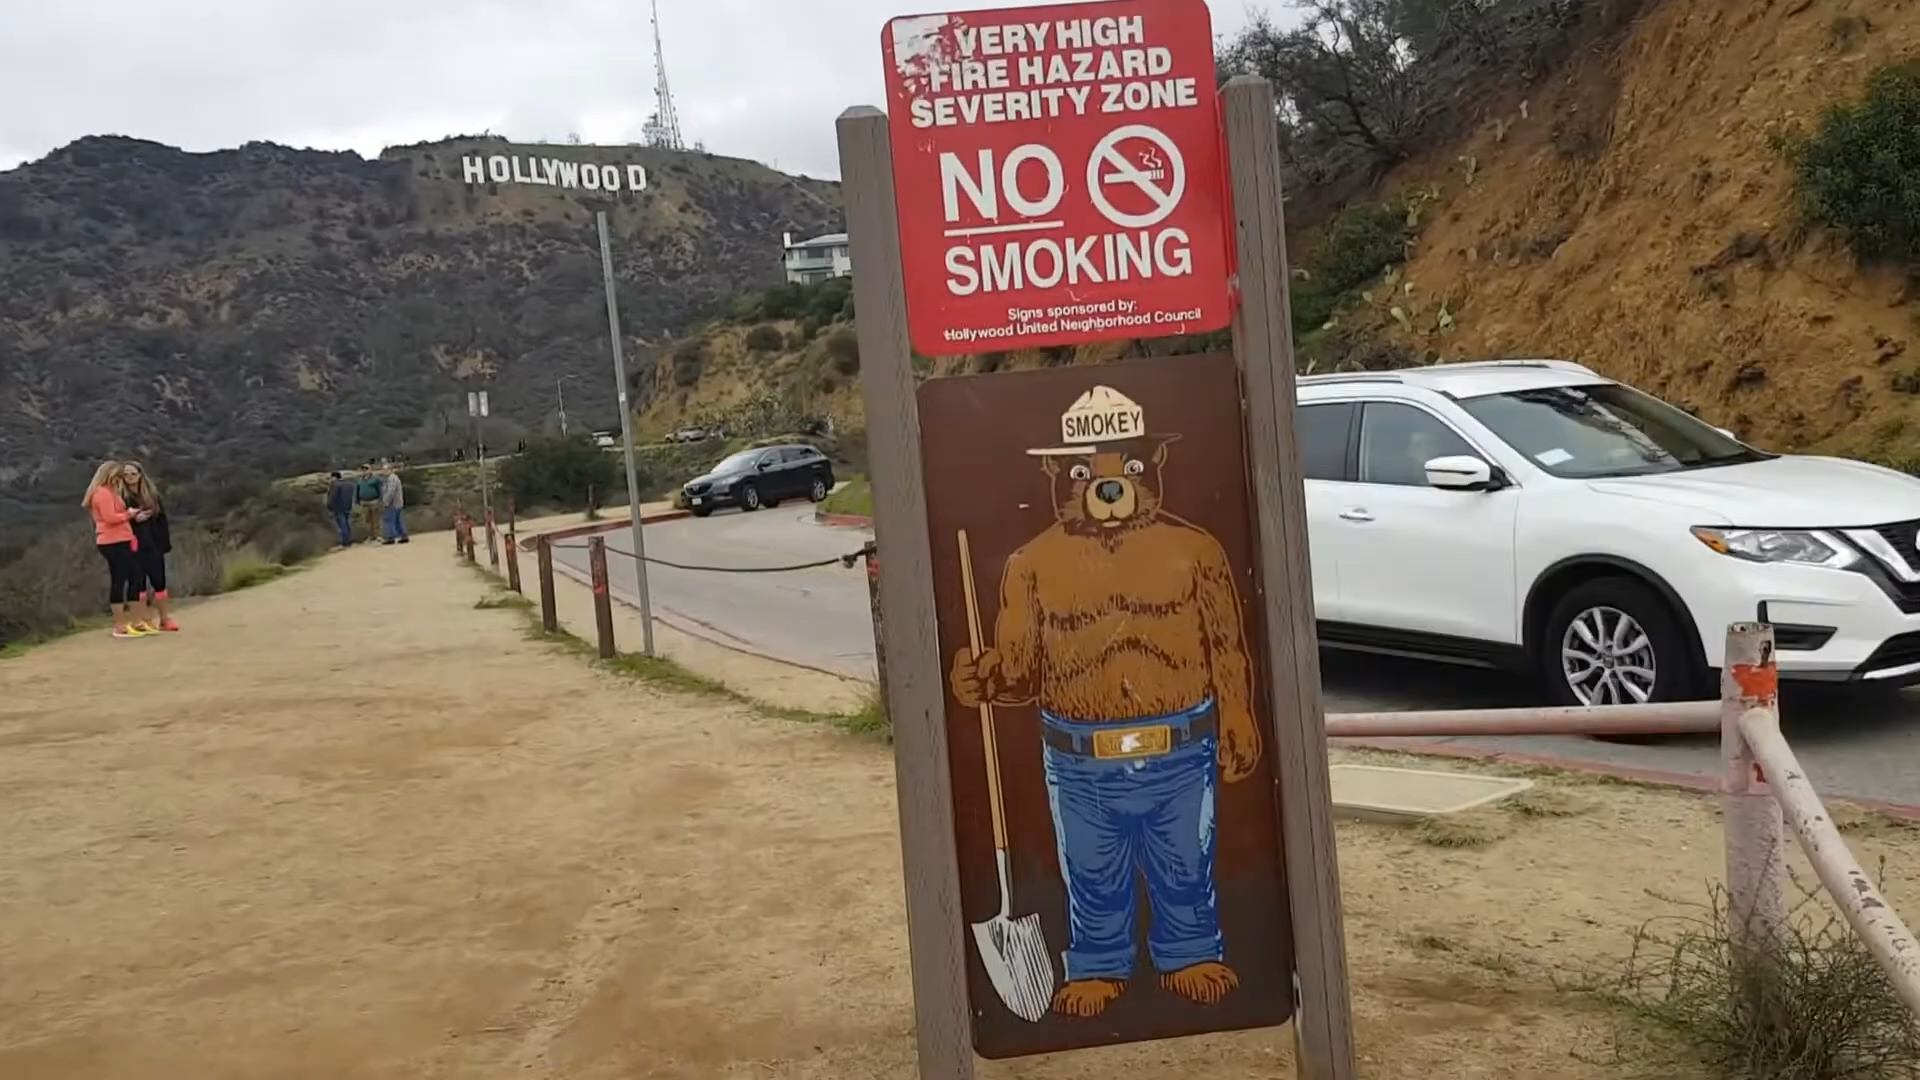 HOLLYWOOD
VERY HIGH
FIRE HAZARD
SEVERITY ZONE
NO
SMOKING
Signs sponsored by:
Hollywood United Neighborhood Council
SMOKEY